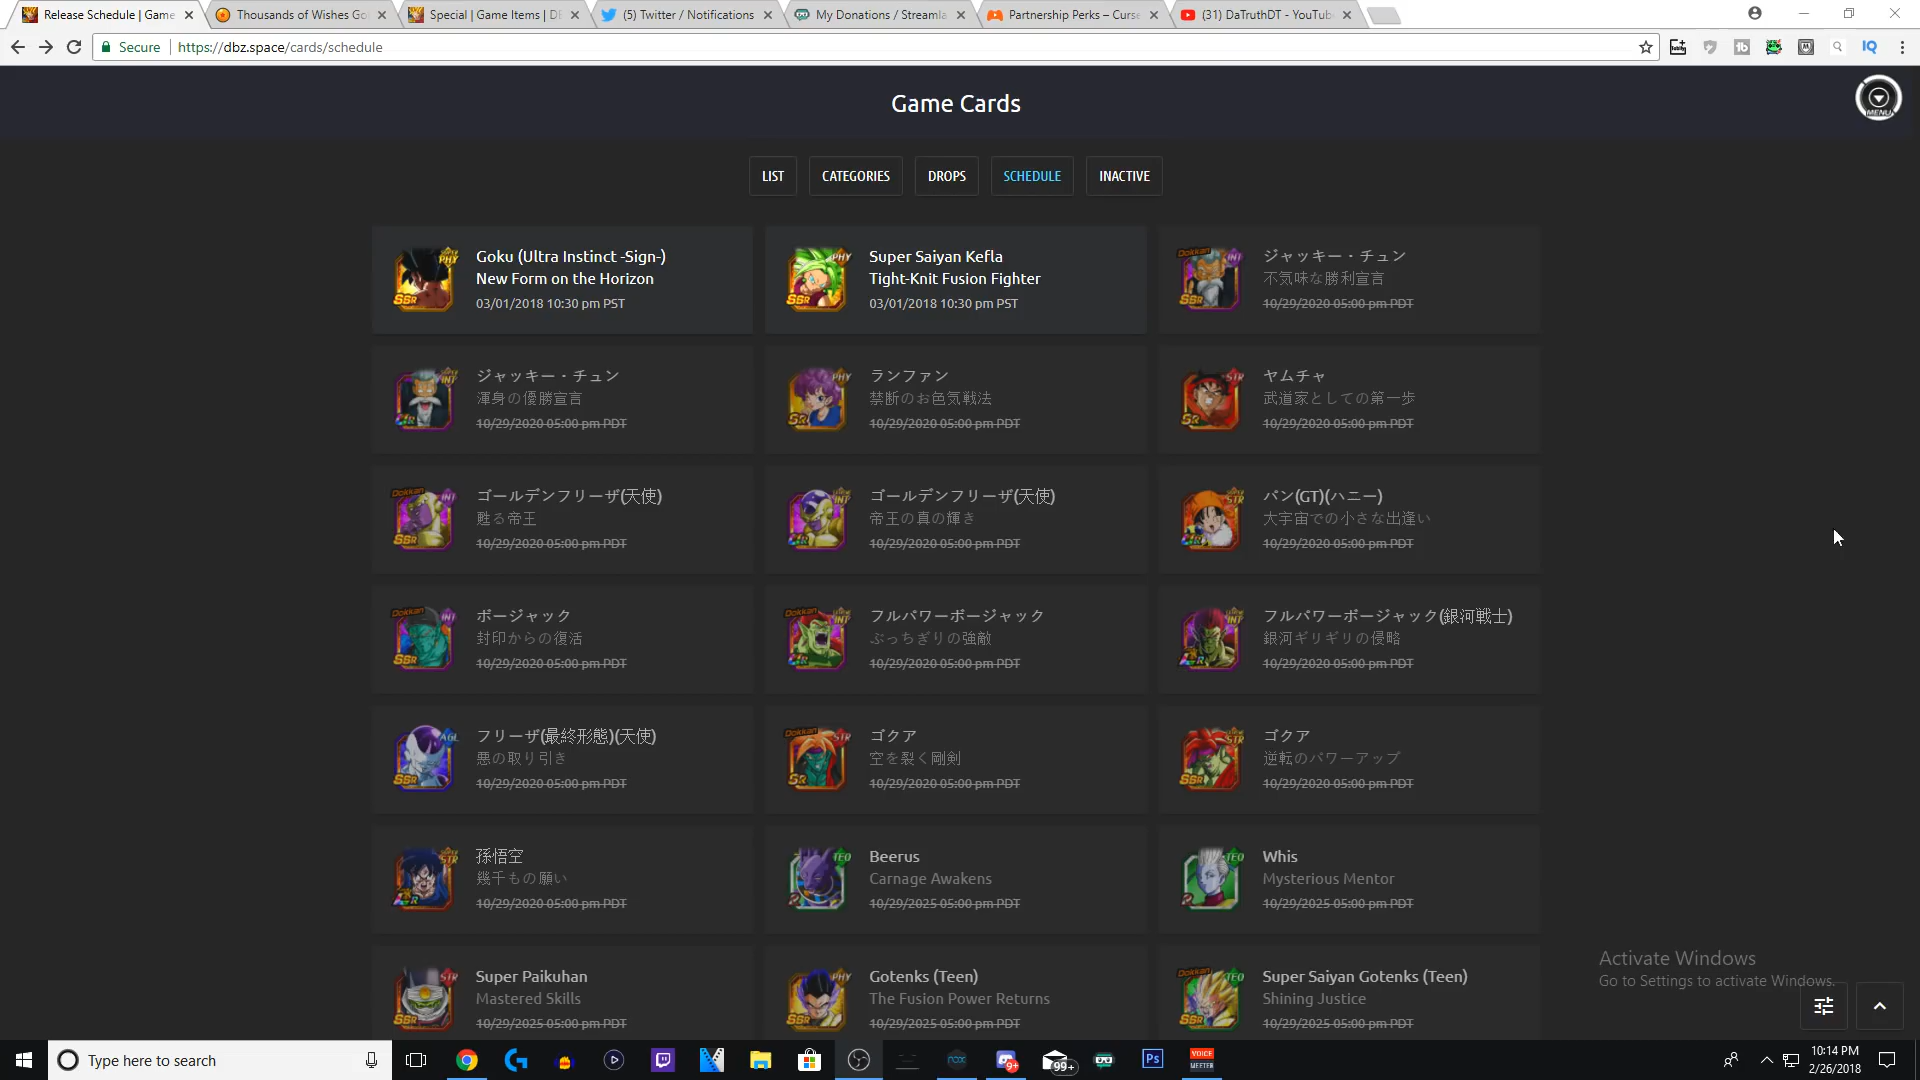 Release Schedule | Game
Thousands of Wishes Go
Special | Game Items | D
(5) Twitter / Notifications
My Donations / Streamla
Partnership Perks – Curse
(31) DaTruthDT - YouTub
Secure
https://dbz.space/cards/schedule
Game Cards
MENU
LIST
CATEGORIES
DROPS
SCHEDULE
INACTIVE
Goku (Ultra Instinct -Sign-)
New Form on the Horizon
03/01/2018 10:30 pm PST
Super Saiyan Kefla
Tight-Knit Fusion Fighter
03/01/2018 10:30 pm PST
ジャッキー・チュン
不気味な勝利宣言
10/29/2020 05:00 pm PDT
ジャッキー・チュン
渾身の優勝宣言
10/29/2020 05:00 pm PDT
ランファン
禁断のお色気戦法
10/29/2020 05:00 pm PDT
ヤムチャ
武道家としての第一歩
10/29/2020 05:00 pm PDT
ゴールデンフリーザ(天使)
甦る帝王
10/29/2020 05:00 pm PDT
ゴールデンフリーザ(天使)
帝王の真の輝き
10/29/2020 05:00 pm PDT
パン(GT)(ハニー)
大宇宙での小さな出逢い
10/29/2020 05:00 pm PDT
ボージャック
封印からの復活
10/29/2020 05:00 pm PDT
フルパワーボージャック
ぶっちぎりの強敵
10/29/2020 05:00 pm PDT
フルパワーボージャック(銀河戦士)
銀河ギリギリの侵略
10/29/2020 05:00 pm PDT
フリーザ(最終形態)(天使)
悪の取り引き
10/29/2020 05:00 pm PDT
ゴクア
空を裂く剛剣
10/29/2020 05:00 pm PDT
ゴクア
逆転のパワーアップ
10/29/2020 05:00 pm PDT
孫悟空
幾千もの願い
10/29/2020 05:00 pm PDT
Beerus
Carnage Awakens
10/29/2025 05:00 pm PDT
Whis
Mysterious Mentor
10/29/2025 05:00 pm PDT
Super Paikuhan
Mastered Skills
10/29/2025 05:00 pm PDT
Gotenks (Teen)
The Fusion Power Returns
10/29/2025 05:00 pm PDT
Super Saiyan Gotenks (Teen)
Shining Justice
10/29/2025 05:00 pm PDT
Activate Windows
Go to Settings to activate Windows.
Type here to search
nox
9+
99+
Ps
VOICE
MEETER
10:14 PM
2/26/2018